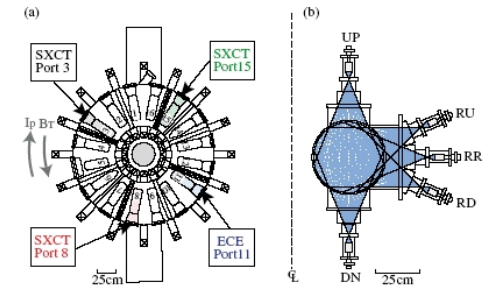 (a)
SXCT
Port 3
SXCT
Port15
Ip BT
SXCT
Port 8
ECE
Port11
25cm
(b)
UP
RU
RR
RD
DN
℄
25cm